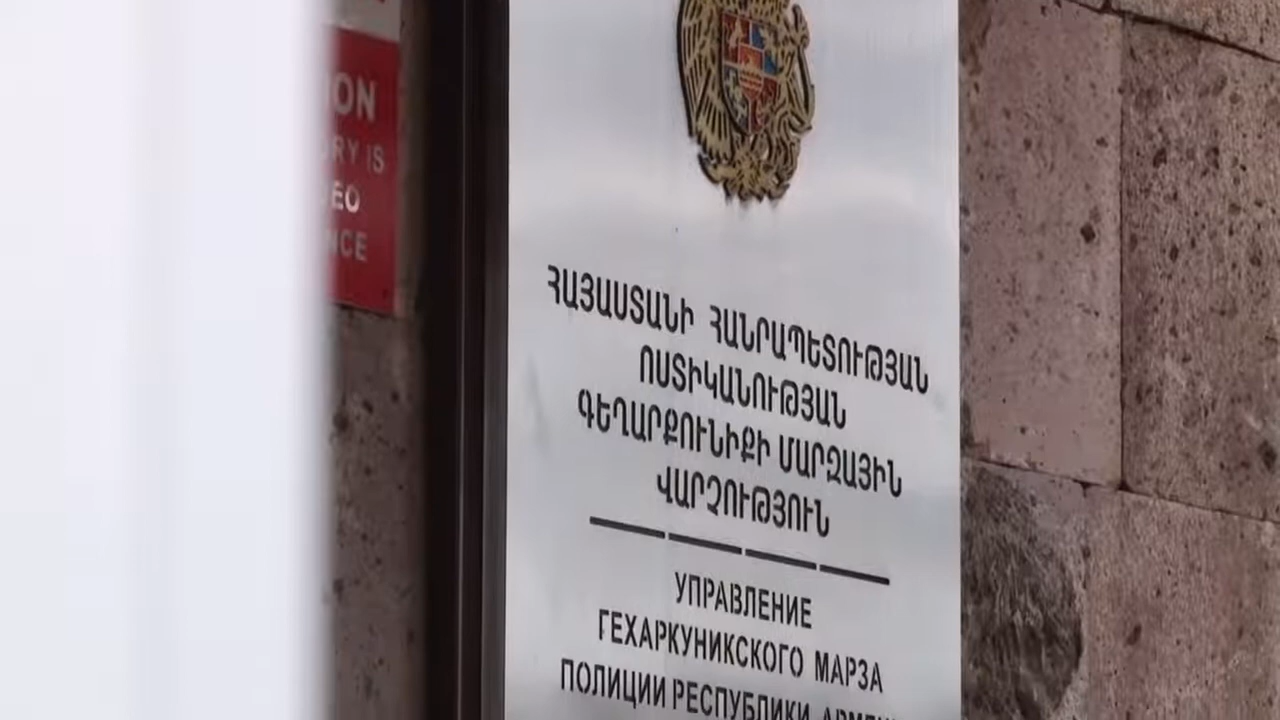 ON
RY IS
EO
NCE
ՀԱՅԱՍՏԱՆԻ ՀԱՆՐԱՊԵՏՈՒԹՅԱՆ
ՈՍՏԻԿԱՆՈՒԹՅԱՆ
ԳԵՂԱՐՔՈՒՆԻՔԻ ՄԱՐԶԱՅԻՆ
ՎԱՐՉՈՒԹՅՈՒՆ
УПРАВЛЕНИЕ
ГЕХАРКУНИКСКОГО МАРЗА
ПОЛИЦИИ РЕСПУБЛИКИ